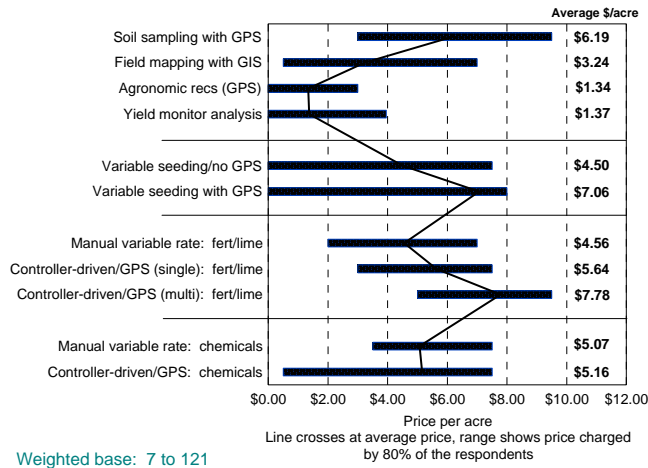 Average $/acre
Soil sampling with GPS $6.19
Field mapping with GIS $3.24
Agronomic recs (GPS) $1.34
Yield monitor analysis $1.37
Variable seeding/no GPS $4.50
Variable seeding with GPS $7.06
Manual variable rate: fert/lime $4.56
Controller-driven/GPS (single): fert/lime $5.64
Controller-driven/GPS (multi): fert/lime $7.78
Manual variable rate: chemicals $5.07
Controller-driven/GPS: chemicals $5.16
$0.00 $2.00 $4.00 $6.00 $8.00 $10.00 $12.00
Price per acre
Line crosses at average price, range shows price charged
by 80% of the respondents
Weighted base: 7 to 121